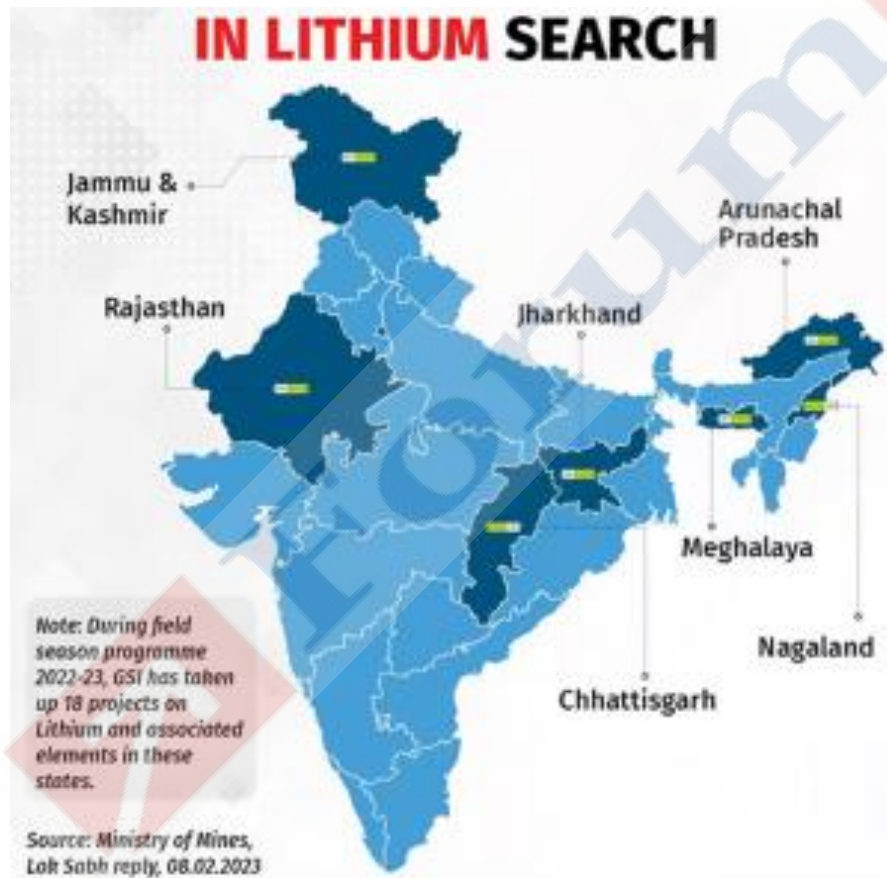 IN LITHIUM SEARCH
Jammu &
Kashmir
Arunachal
Pradesh
Rajasthan
Jharkhand
Meghalaya
Nagaland
Chhattisgarh
Note: During field
season programme
2022-23, GSI has taken
up 18 projects on
Lithium and associated
elements in these
states.
Source: Ministry of Mines,
Lok Sabh reply, 08.02.2023
Forum